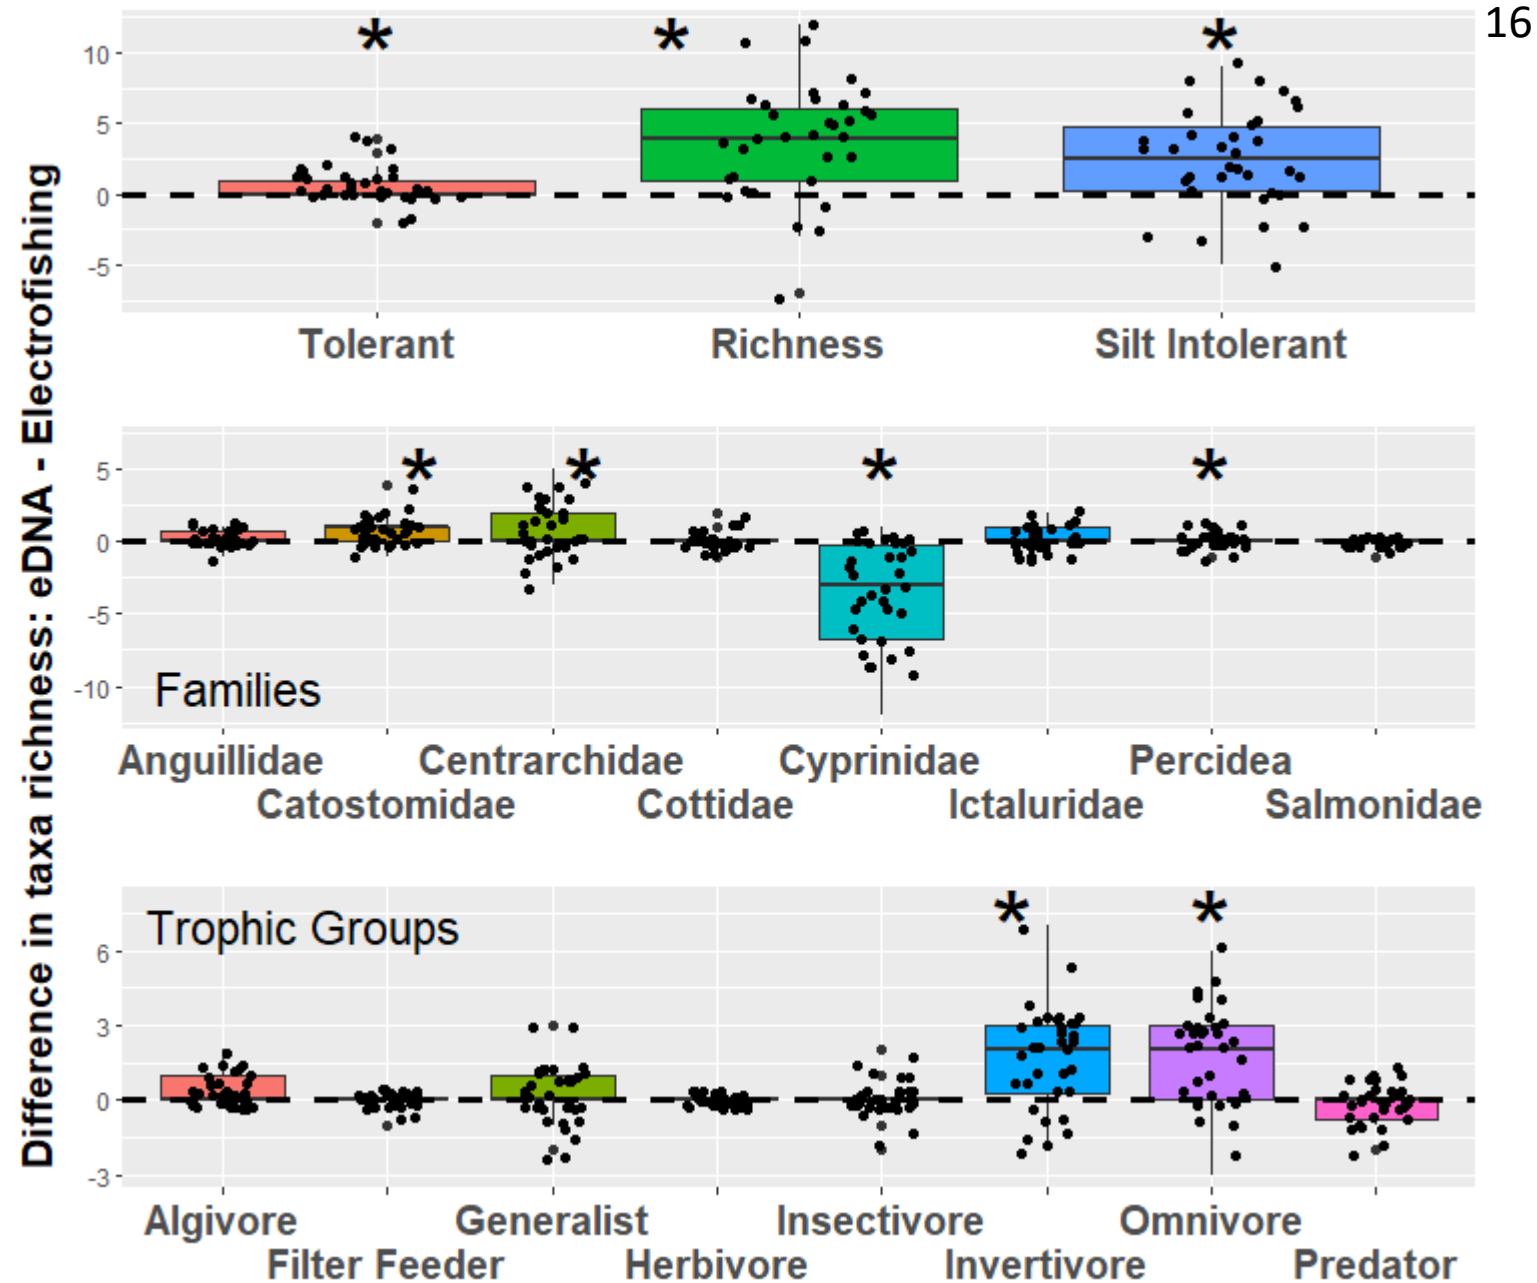 16
Difference in taxa richness: eDNA - Electrofishing
* * *
10
5
0
-5
Tolerant Richness Silt Intolerant
* * * *
5
0
-5
-10
Families
Anguillidae Centrarchidae Cyprinidae Percidea
Catostomidae Cottidae Ictaluridae Salmonidae
* *
Trophic Groups
6
3
0
-3
Algivore Generalist Insectivore Omnivore
Filter Feeder Herbivore Invertivore Predator